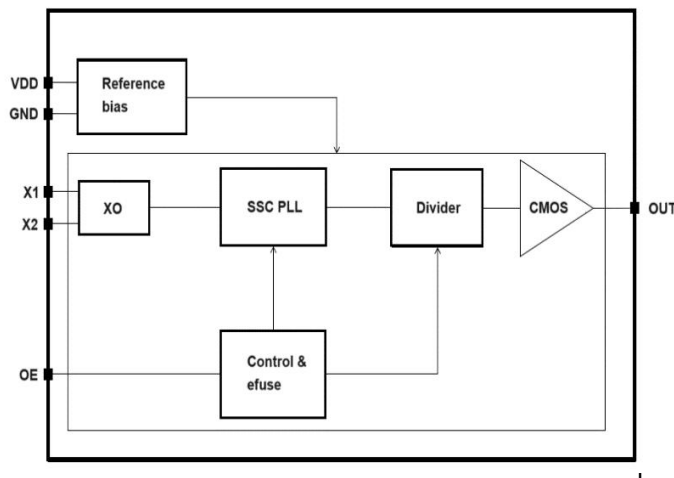 VDD
GND
Reference
bias
X1
X2
XO
SSC PLL
Divider
CMOS
OUT
OE
Control &
efuse